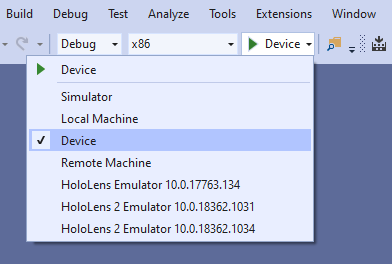 Build Debug Test Analyze Tools Extensions Window
Debug x86 Device
Device
Simulator
Local Machine
Device
Remote Machine
HoloLens Emulator 10.0.17763.134
HoloLens 2 Emulator 10.0.18362.1031
HoloLens 2 Emulator 10.0.18362.1034